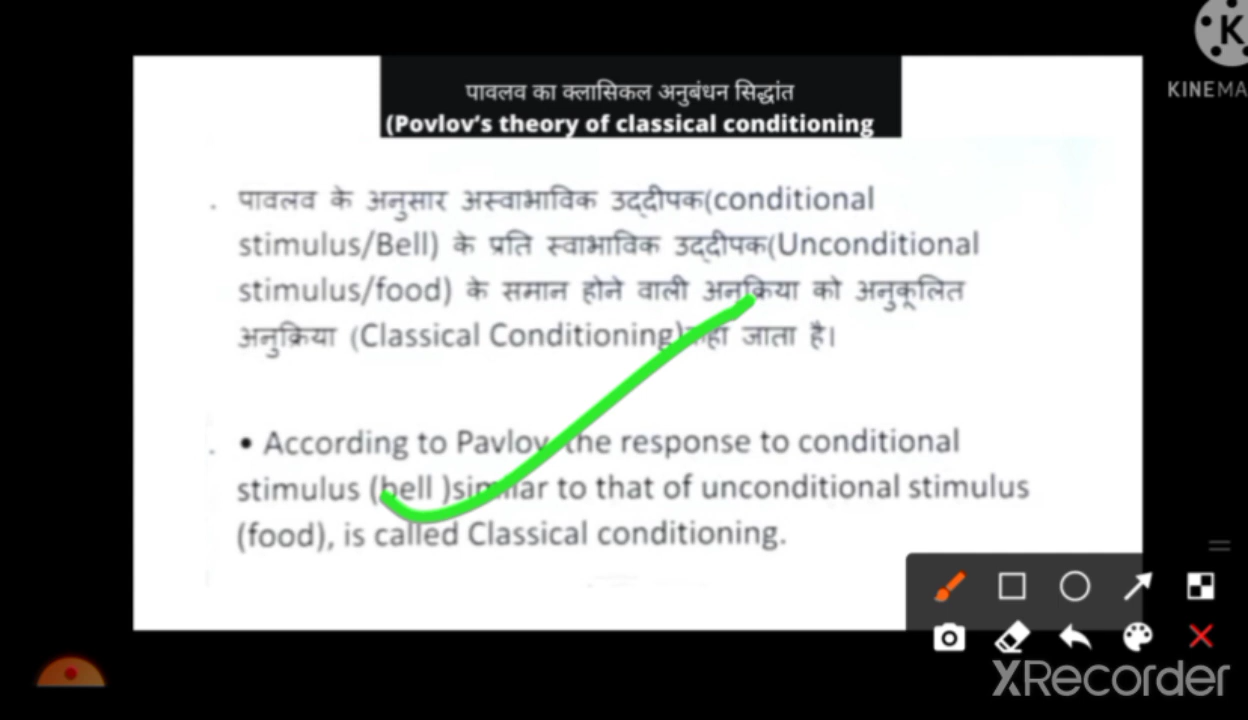 पावलव का क्लासिकल अनुबंधन सिद्धांत
(Povlov's theory of classical conditioning
K
KINEMA
. पावलव के अनुसार अस्वाभाविक उद्दीपक(conditional
stimulus/Bell) के प्रति स्वाभाविक उद्दीपक(Unconditional
stimulus/food) के समान होने वाली अनुक्रिया को अनुकूलित
अनुक्रिया (Classical Conditioning)कहा जाता है।
. • According to Pavlov, the response to conditional
stimulus (bell )similar to that of unconditional stimulus
(food), is called Classical conditioning.
XRecorder